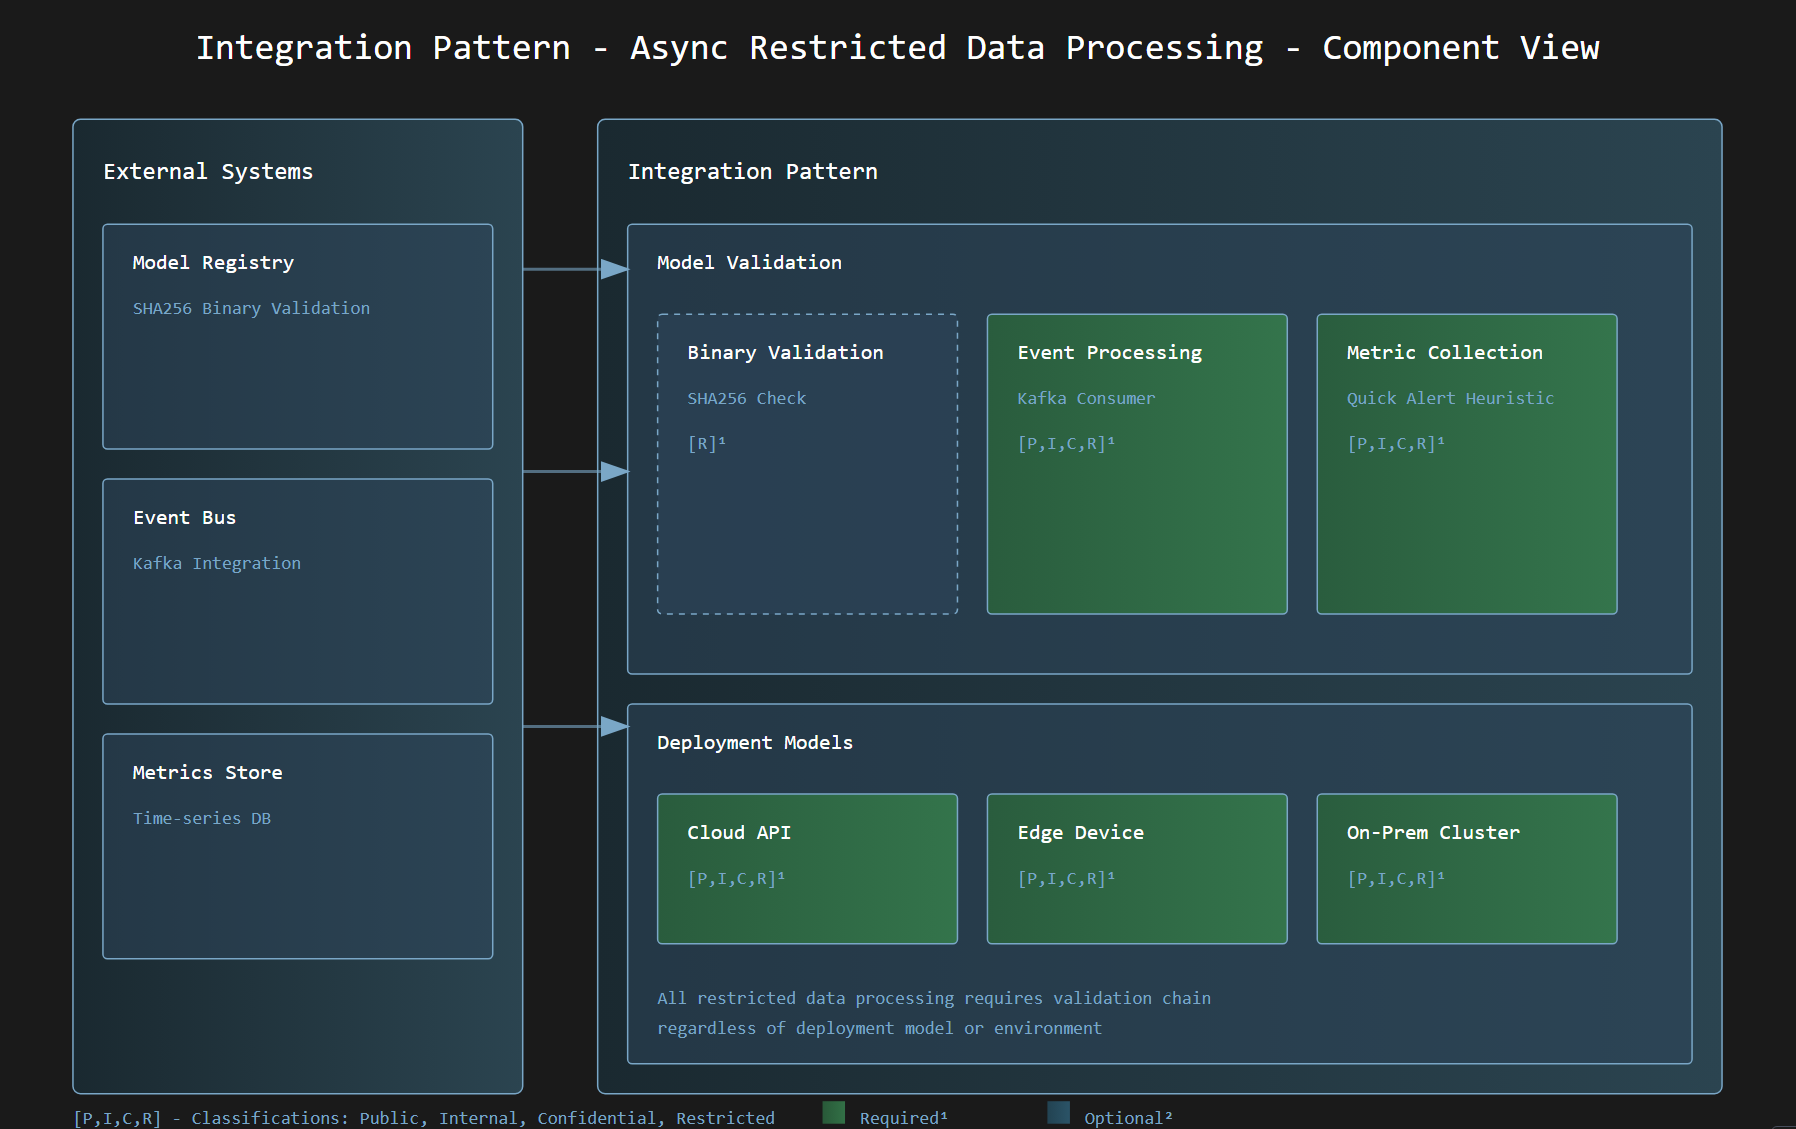 Integration Pattern - Async Restricted Data Processing - Component View
External Systems
Model Registry
SHA256 Binary Validation
Event Bus
Kafka Integration
Metrics Store
Time-series DB
Integration Pattern
Model Validation
Binary Validation
SHA256 Check
[R]¹
Event Processing
Kafka Consumer
[P,I,C,R]¹
Metric Collection
Quick Alert Heuristic
[P,I,C,R]¹
Deployment Models
Cloud API
[P,I,C,R]¹
Edge Device
[P,I,C,R]¹
On-Prem Cluster
[P,I,C,R]¹
All restricted data processing requires validation chain
regardless of deployment model or environment
[P,I,C,R] - Classifications: Public, Internal, Confidential, Restricted
Required¹
Optional²